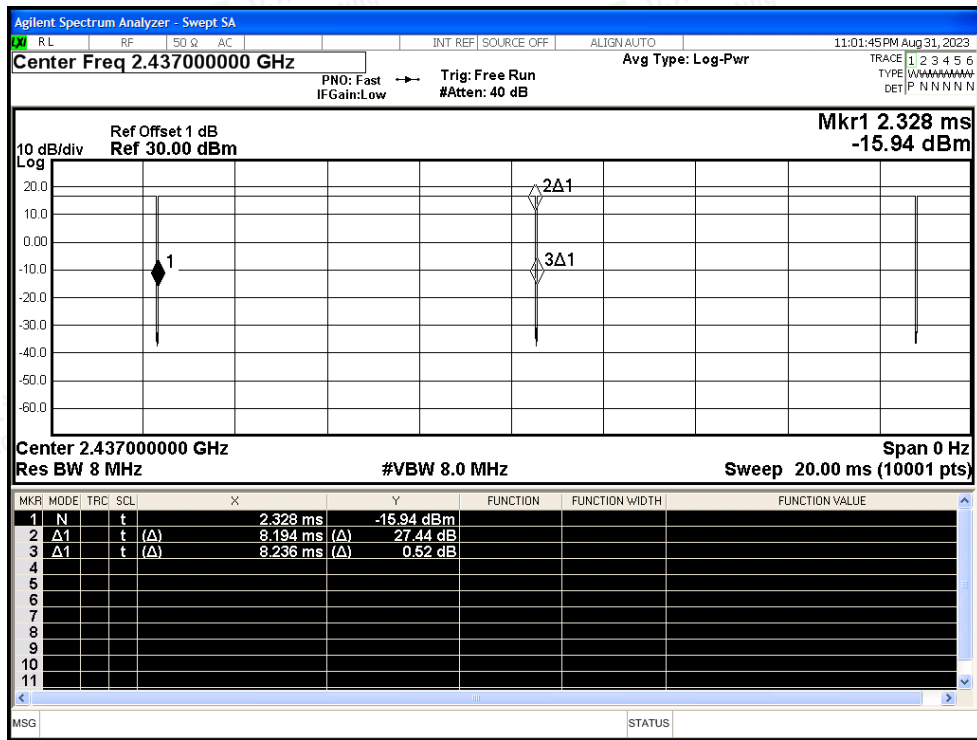 Agilent Spectrum Analyzer - Swept SA
LXI RL RF 50 Ω AC INT REF SOURCE OFF ALIGN AUTO 11:01:45 PM Aug 31, 2023
Center Freq 2.437000000 GHz Avg Type: Log-Pwr TRACE 1 2 3 4 5 6
PNO: Fast Trig: Free Run TYPE WWWWWW
IFGain:Low #Atten: 40 dB DET P N N N N N
Mkr1 2.328 ms
Ref Offset 1 dB
10 dB/div Ref 30.00 dBm -15.94 dBm
Log
20.0
2Δ1
10.0
0.00
1
3Δ1
-10.0
-20.0
-30.0
-40.0
-50.0
-60.0
Center 2.437000000 GHz Span 0 Hz
Res BW 8 MHz #VBW 8.0 MHz Sweep 20.00 ms (10001 pts)
MKR MODE TRC SCL X Y FUNCTION FUNCTION WIDTH FUNCTION VALUE
1 N t 2.328 ms -15.94 dBm
2 Δ1 t (Δ) 8.194 ms (Δ) 27.44 dB
3 Δ1 t (Δ) 8.236 ms (Δ) 0.52 dB
4
5
6
7
8
9
10
11
MSG STATUS